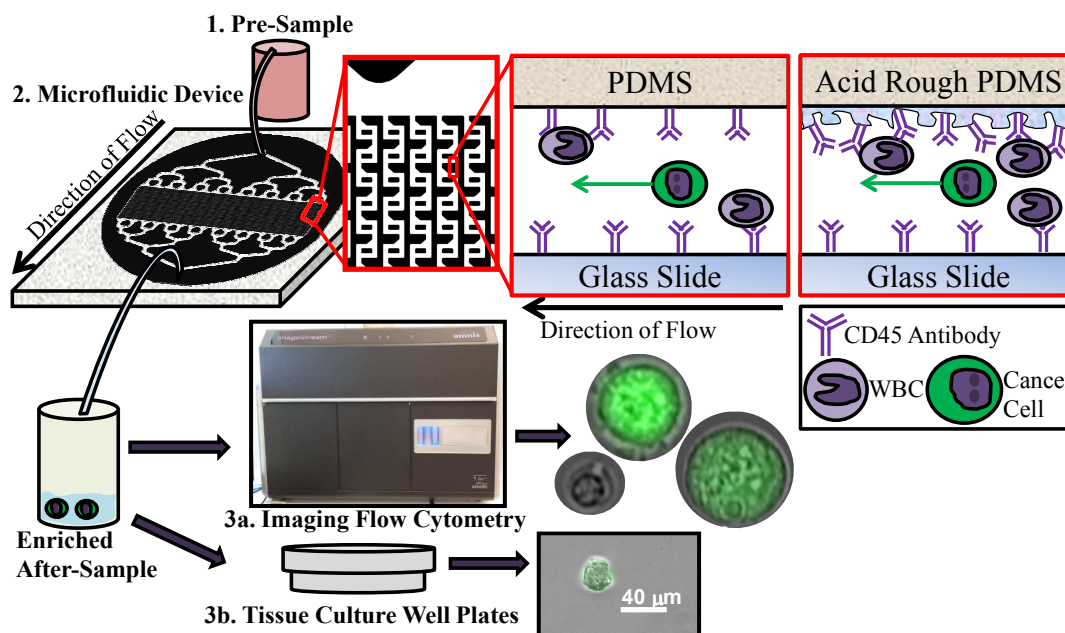 1. Pre-Sample
2. Microfluidic Device
Direction of Flow
PDMS
Glass Slide
Acid Rough PDMS
Glass Slide
Direction of Flow
CD45 Antibody
WBC
Cancer
Cell
imageStream
amnis
3a. Imaging Flow Cytometry
Enriched
After-Sample
3b. Tissue Culture Well Plates
40 μm